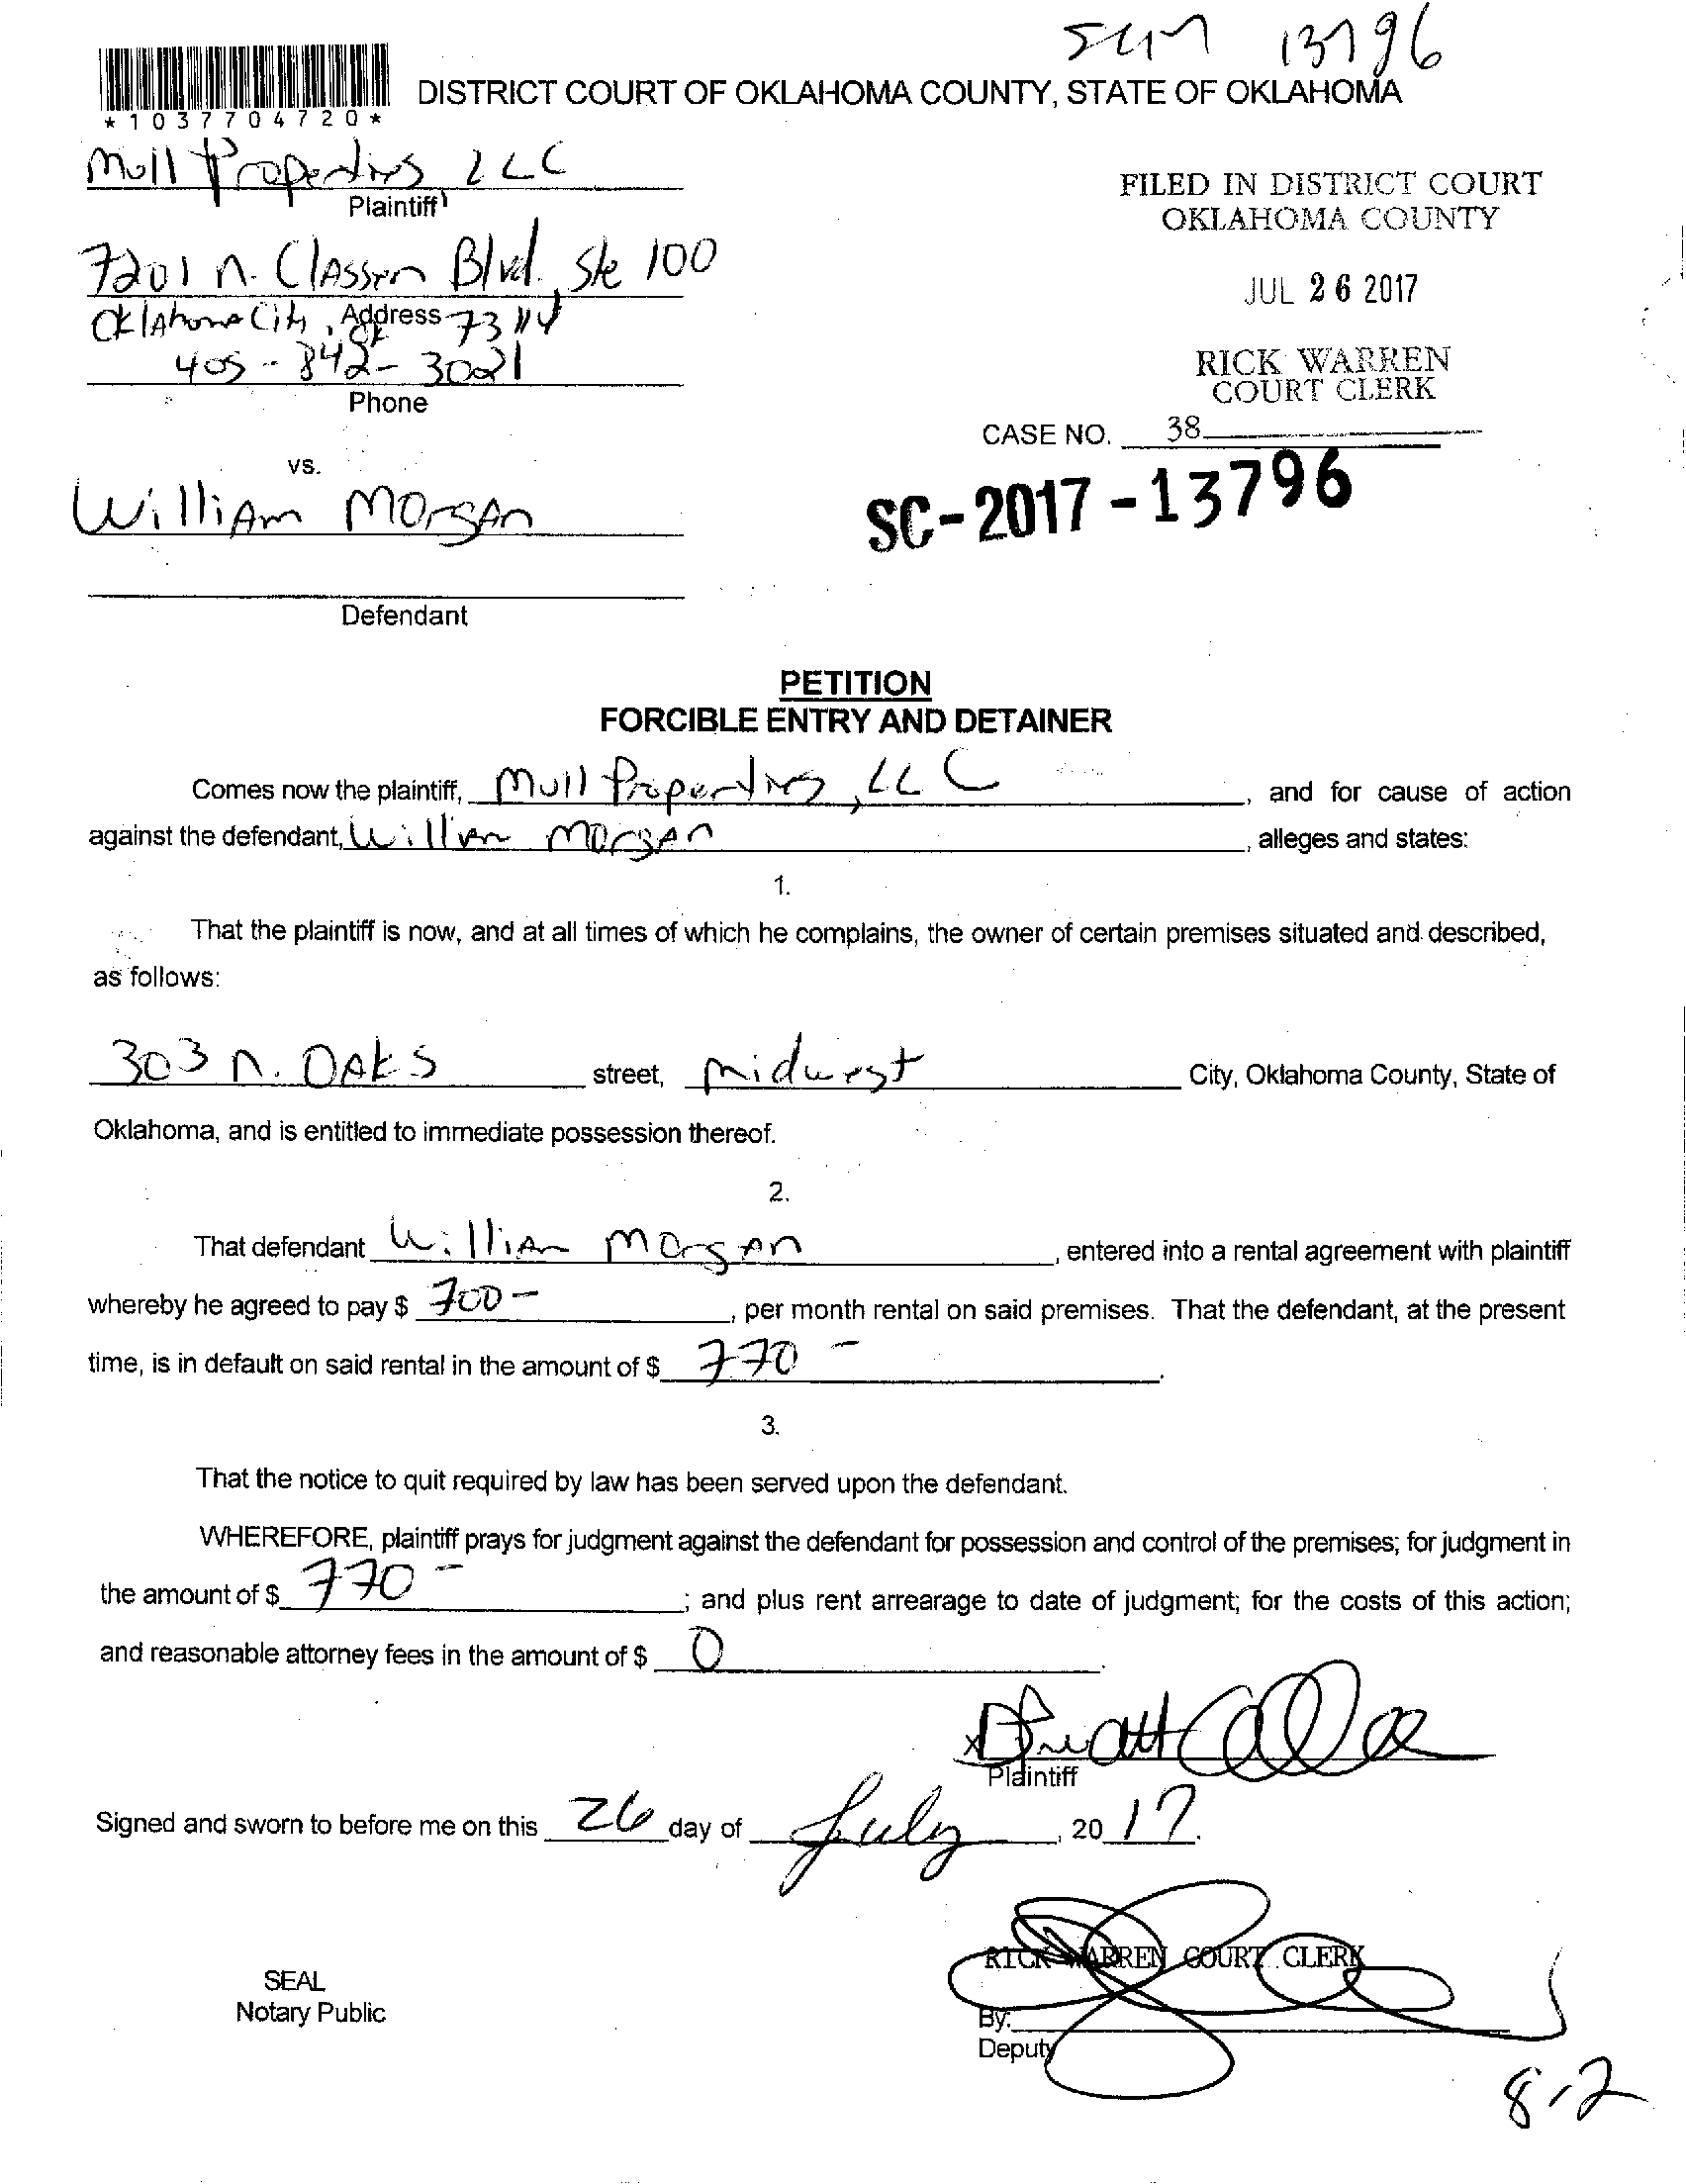 13796
DISTRICT COURT OF OKLAHOMA COUNTY, STATE OF OKLAHOMA
*1037704720*
Mull Properties, LLC
Plaintiff
FILED IN DISTRICT COURT
OKLAHOMA COUNTY
7201 N. Classen Blvd. Ste 100
JUL 26 2017
Oklahoma City, OK 73114
Address
405-842-3021
Phone
RICK WARREN
COURT CLERK
CASE NO. 38
SC-2017-13796
vs.
William Morgan
Defendant
PETITION
FORCIBLE ENTRY AND DETAINER
Comes now the plaintiff, Mull Properties, LLC, and for cause of action
against the defendant, William Morgan, alleges and states:
1.
That the plaintiff is now, and at all times of which he complains, the owner of certain premises situated and described,
as follows:
303 N. Oaks street, Midwest City, Oklahoma County, State of
Oklahoma, and is entitled to immediate possession thereof.
2.
That defendant William Morgan, entered into a rental agreement with plaintiff
whereby he agreed to pay $ 700-, per month rental on said premises. That the defendant, at the present
time, is in default on said rental in the amount of $ 770-.
3.
That the notice to quit required by law has been served upon the defendant.
WHEREFORE, plaintiff prays for judgment against the defendant for possession and control of the premises; for judgment in
the amount of $ 770-; and plus rent arrearage to date of judgment; for the costs of this action;
and reasonable attorney fees in the amount of $ 0.
x
Plaintiff
Signed and sworn to before me on this 26 day of July, 2017.
RICK WARREN COURT CLERK
SEAL
Notary Public
By:
Deputy
8-2